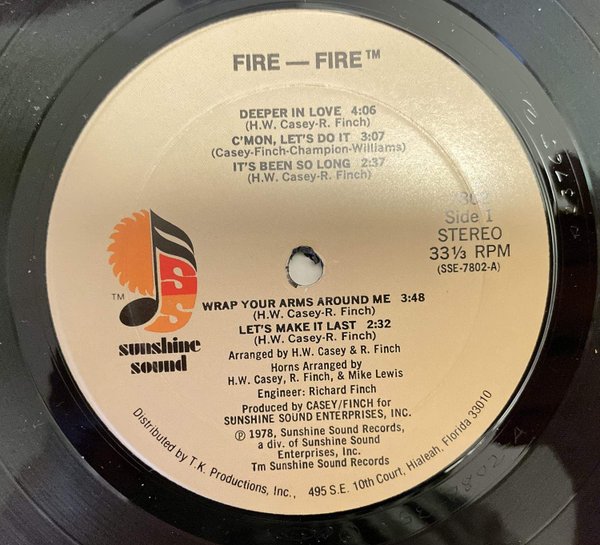 FIRE — FIRE™
DEEPER IN LOVE 4:06
(H.W. Casey-R. Finch)
C'MON, LET'S DO IT 3:07
(Casey-Finch-Champion-Williams)
IT'S BEEN SO LONG 2:37
(H.W. Casey-R. Finch)
Side 1
STEREO
33⅓ RPM
(SSE-7802-A)
SS
TM
sunshine
sound
WRAP YOUR ARMS AROUND ME 3:48
(H.W. Casey-R. Finch)
LET'S MAKE IT LAST 2:32
(H.W. Casey-R. Finch)
Arranged by H.W. Casey & R. Finch
Horns Arranged by
H.W. Casey, R. Finch, & Mike Lewis
Engineer: Richard Finch
Produced by CASEY/FINCH for
SUNSHINE SOUND ENTERPRISES, INC.
℗ 1978, Sunshine Sound Records,
a div. of Sunshine Sound
Enterprises, Inc.
Tm Sunshine Sound Records
Distributed by T.K. Productions, Inc., 495 S.E. 10th Court, Hialeah, Florida 33010